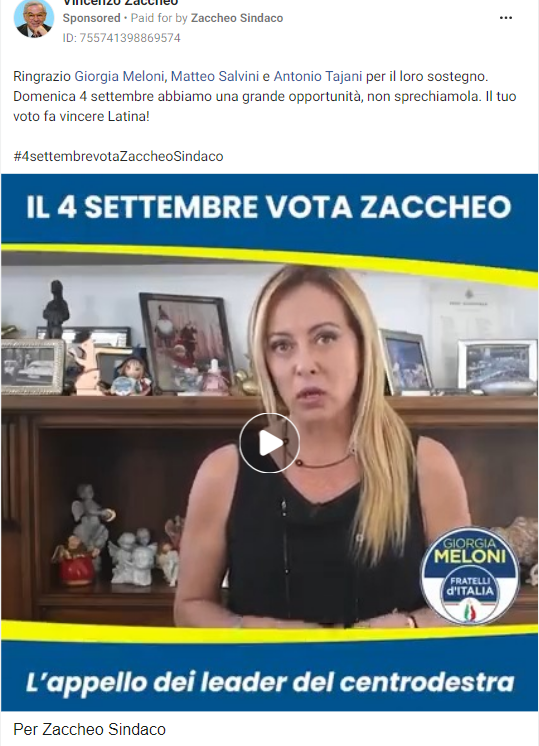 Vincenzo Zaccheo
Sponsored • Paid for by Zaccheo Sindaco
ID: 755741398869574
Ringrazio Giorgia Meloni, Matteo Salvini e Antonio Tajani per il loro sostegno.
Domenica 4 settembre abbiamo una grande opportunità, non sprechiamola. Il tuo
voto fa vincere Latina!
#4settembrevotaZaccheoSindaco
IL 4 SETTEMBRE VOTA ZACCHEO
GIORGIA
MELONI
FRATELLI
d'ITALIA
L'appello dei leader del centrodestra
Per Zaccheo Sindaco